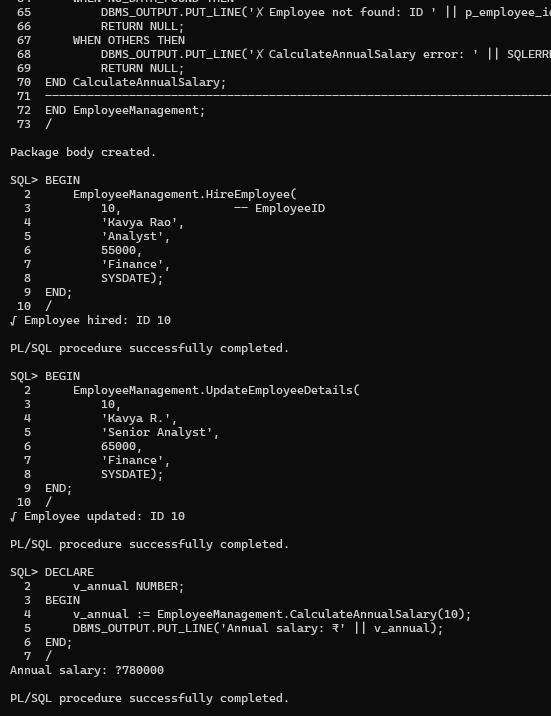 65          DBMS_OUTPUT.PUT_LINE('✗ Employee not found: ID ' || p_employee_i
66          RETURN NULL;
67      WHEN OTHERS THEN
68          DBMS_OUTPUT.PUT_LINE('✗ CalculateAnnualSalary error: ' || SQLERR
69          RETURN NULL;
70  END CalculateAnnualSalary;
71  --------------------------------------------------------------------------
72  END EmployeeManagement;
73  /
Package body created.
SQL> BEGIN
2      EmployeeManagement.HireEmployee(
3          10,                -- EmployeeID
4          'Kavya Rao',
5          'Analyst',
6          55000,
7          'Finance',
8          SYSDATE);
9  END;
10  /
√ Employee hired: ID 10
PL/SQL procedure successfully completed.
SQL> BEGIN
2      EmployeeManagement.UpdateEmployeeDetails(
3          10,
4          'Kavya R.',
5          'Senior Analyst',
6          65000,
7          'Finance',
8          SYSDATE);
9  END;
10  /
√ Employee updated: ID 10
PL/SQL procedure successfully completed.
SQL> DECLARE
2      v_annual NUMBER;
3  BEGIN
4      v_annual := EmployeeManagement.CalculateAnnualSalary(10);
5      DBMS_OUTPUT.PUT_LINE('Annual salary: ₹' || v_annual);
6  END;
7  /
Annual salary: ?780000
PL/SQL procedure successfully completed.